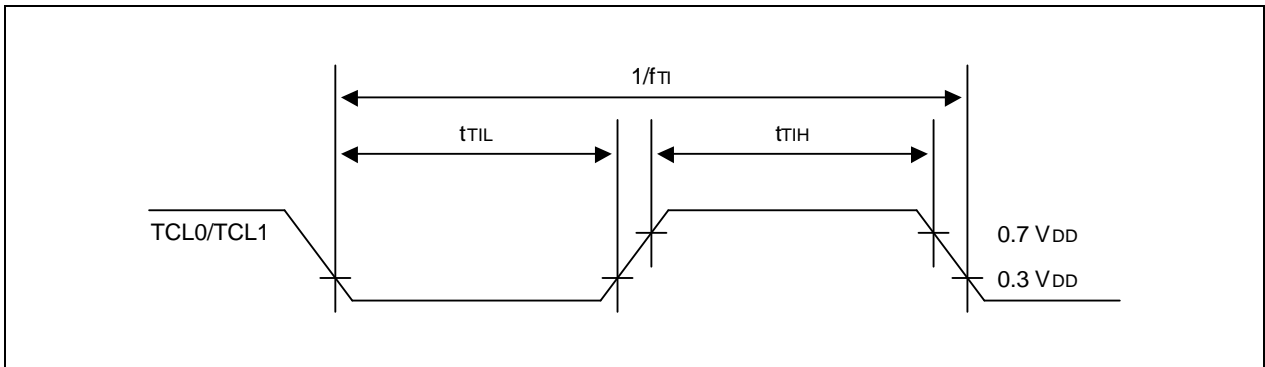 1/fTI
tTIL tTIH
TCL0/TCL1
0.7 VDD
0.3 VDD